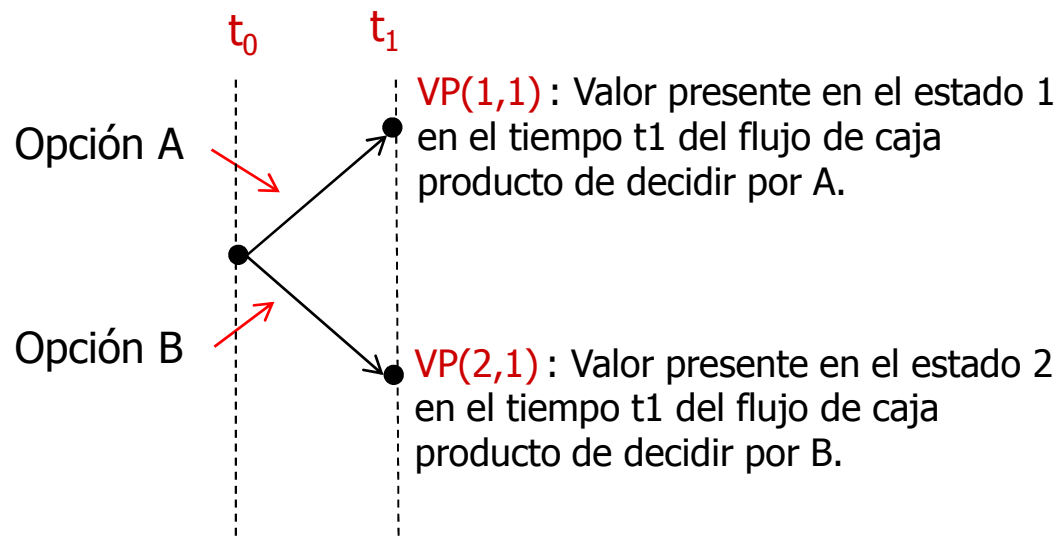 t0
t1
VP(1,1) : Valor presente en el estado 1
en el tiempo t1 del flujo de caja
producto de decidir por A.
Opción A
Opción B
VP(2,1) : Valor presente en el estado 2
en el tiempo t1 del flujo de caja
producto de decidir por B.